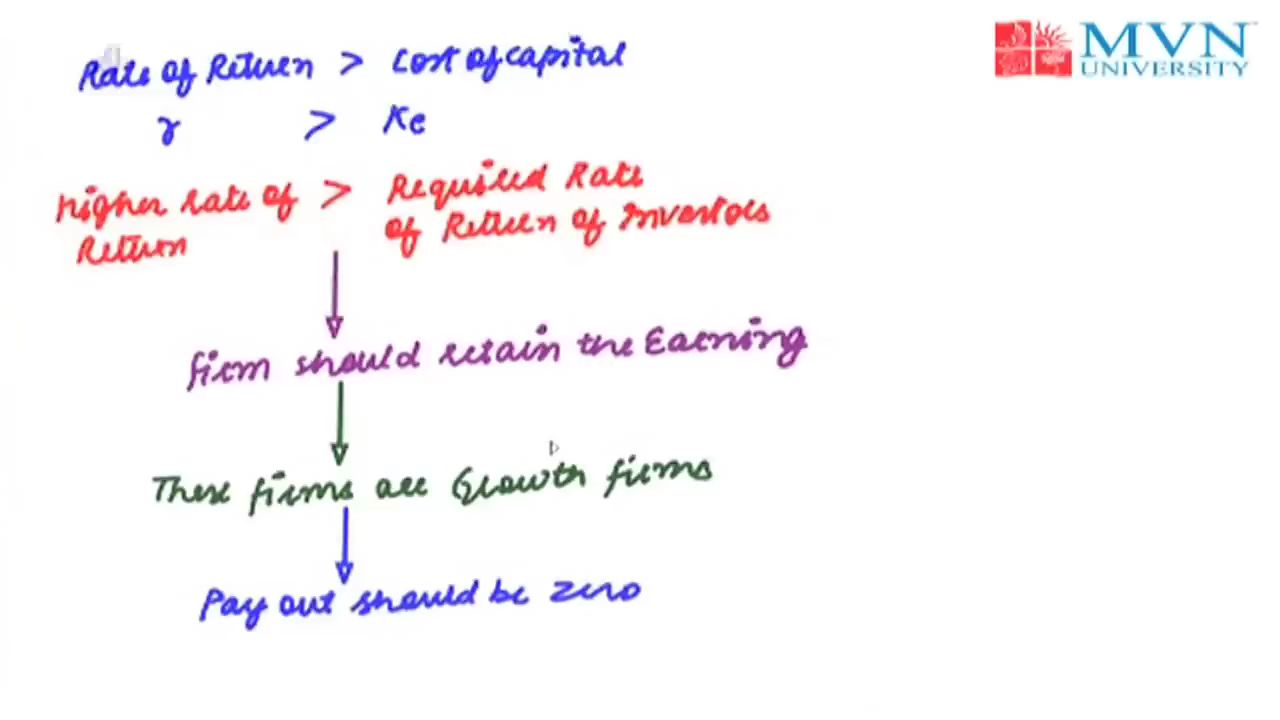 Rate of Return > Cost of capital
r > Ke
Higher rate of > Required Rate
Return of Return of Investors
firm should retain the Earning
These firms are Growth firms
Pay out should be zero
MVN
UNIVERSITY